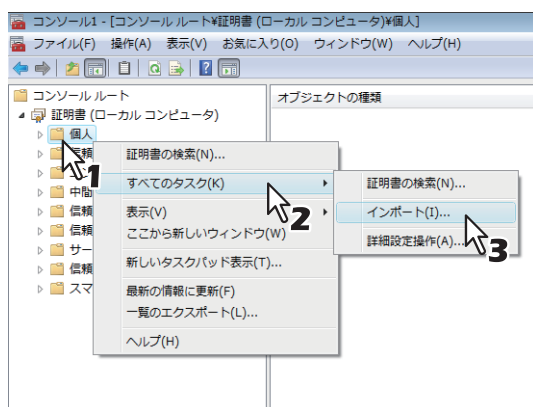 コンソール1 - [コンソール ルート¥証明書 (ローカル コンピュータ)¥個人]
ファイル(F) 操作(A) 表示(V) お気に入り(O) ウィンドウ(W) ヘルプ(H)
コンソール ルート
オブジェクトの種類
証明書 (ローカル コンピュータ)
個人
信頼
中間
信頼
信頼
サー
信頼
スマ
1
証明書の検索(N)...
すべてのタスク(K)
表示(V)
ここから新しいウィンドウ(W)
新しいタスクパッド表示(T)...
最新の情報に更新(F)
一覧のエクスポート(L)...
ヘルプ(H)
2
証明書の検索(N)...
インポート(I)...
詳細設定操作(A)...
3